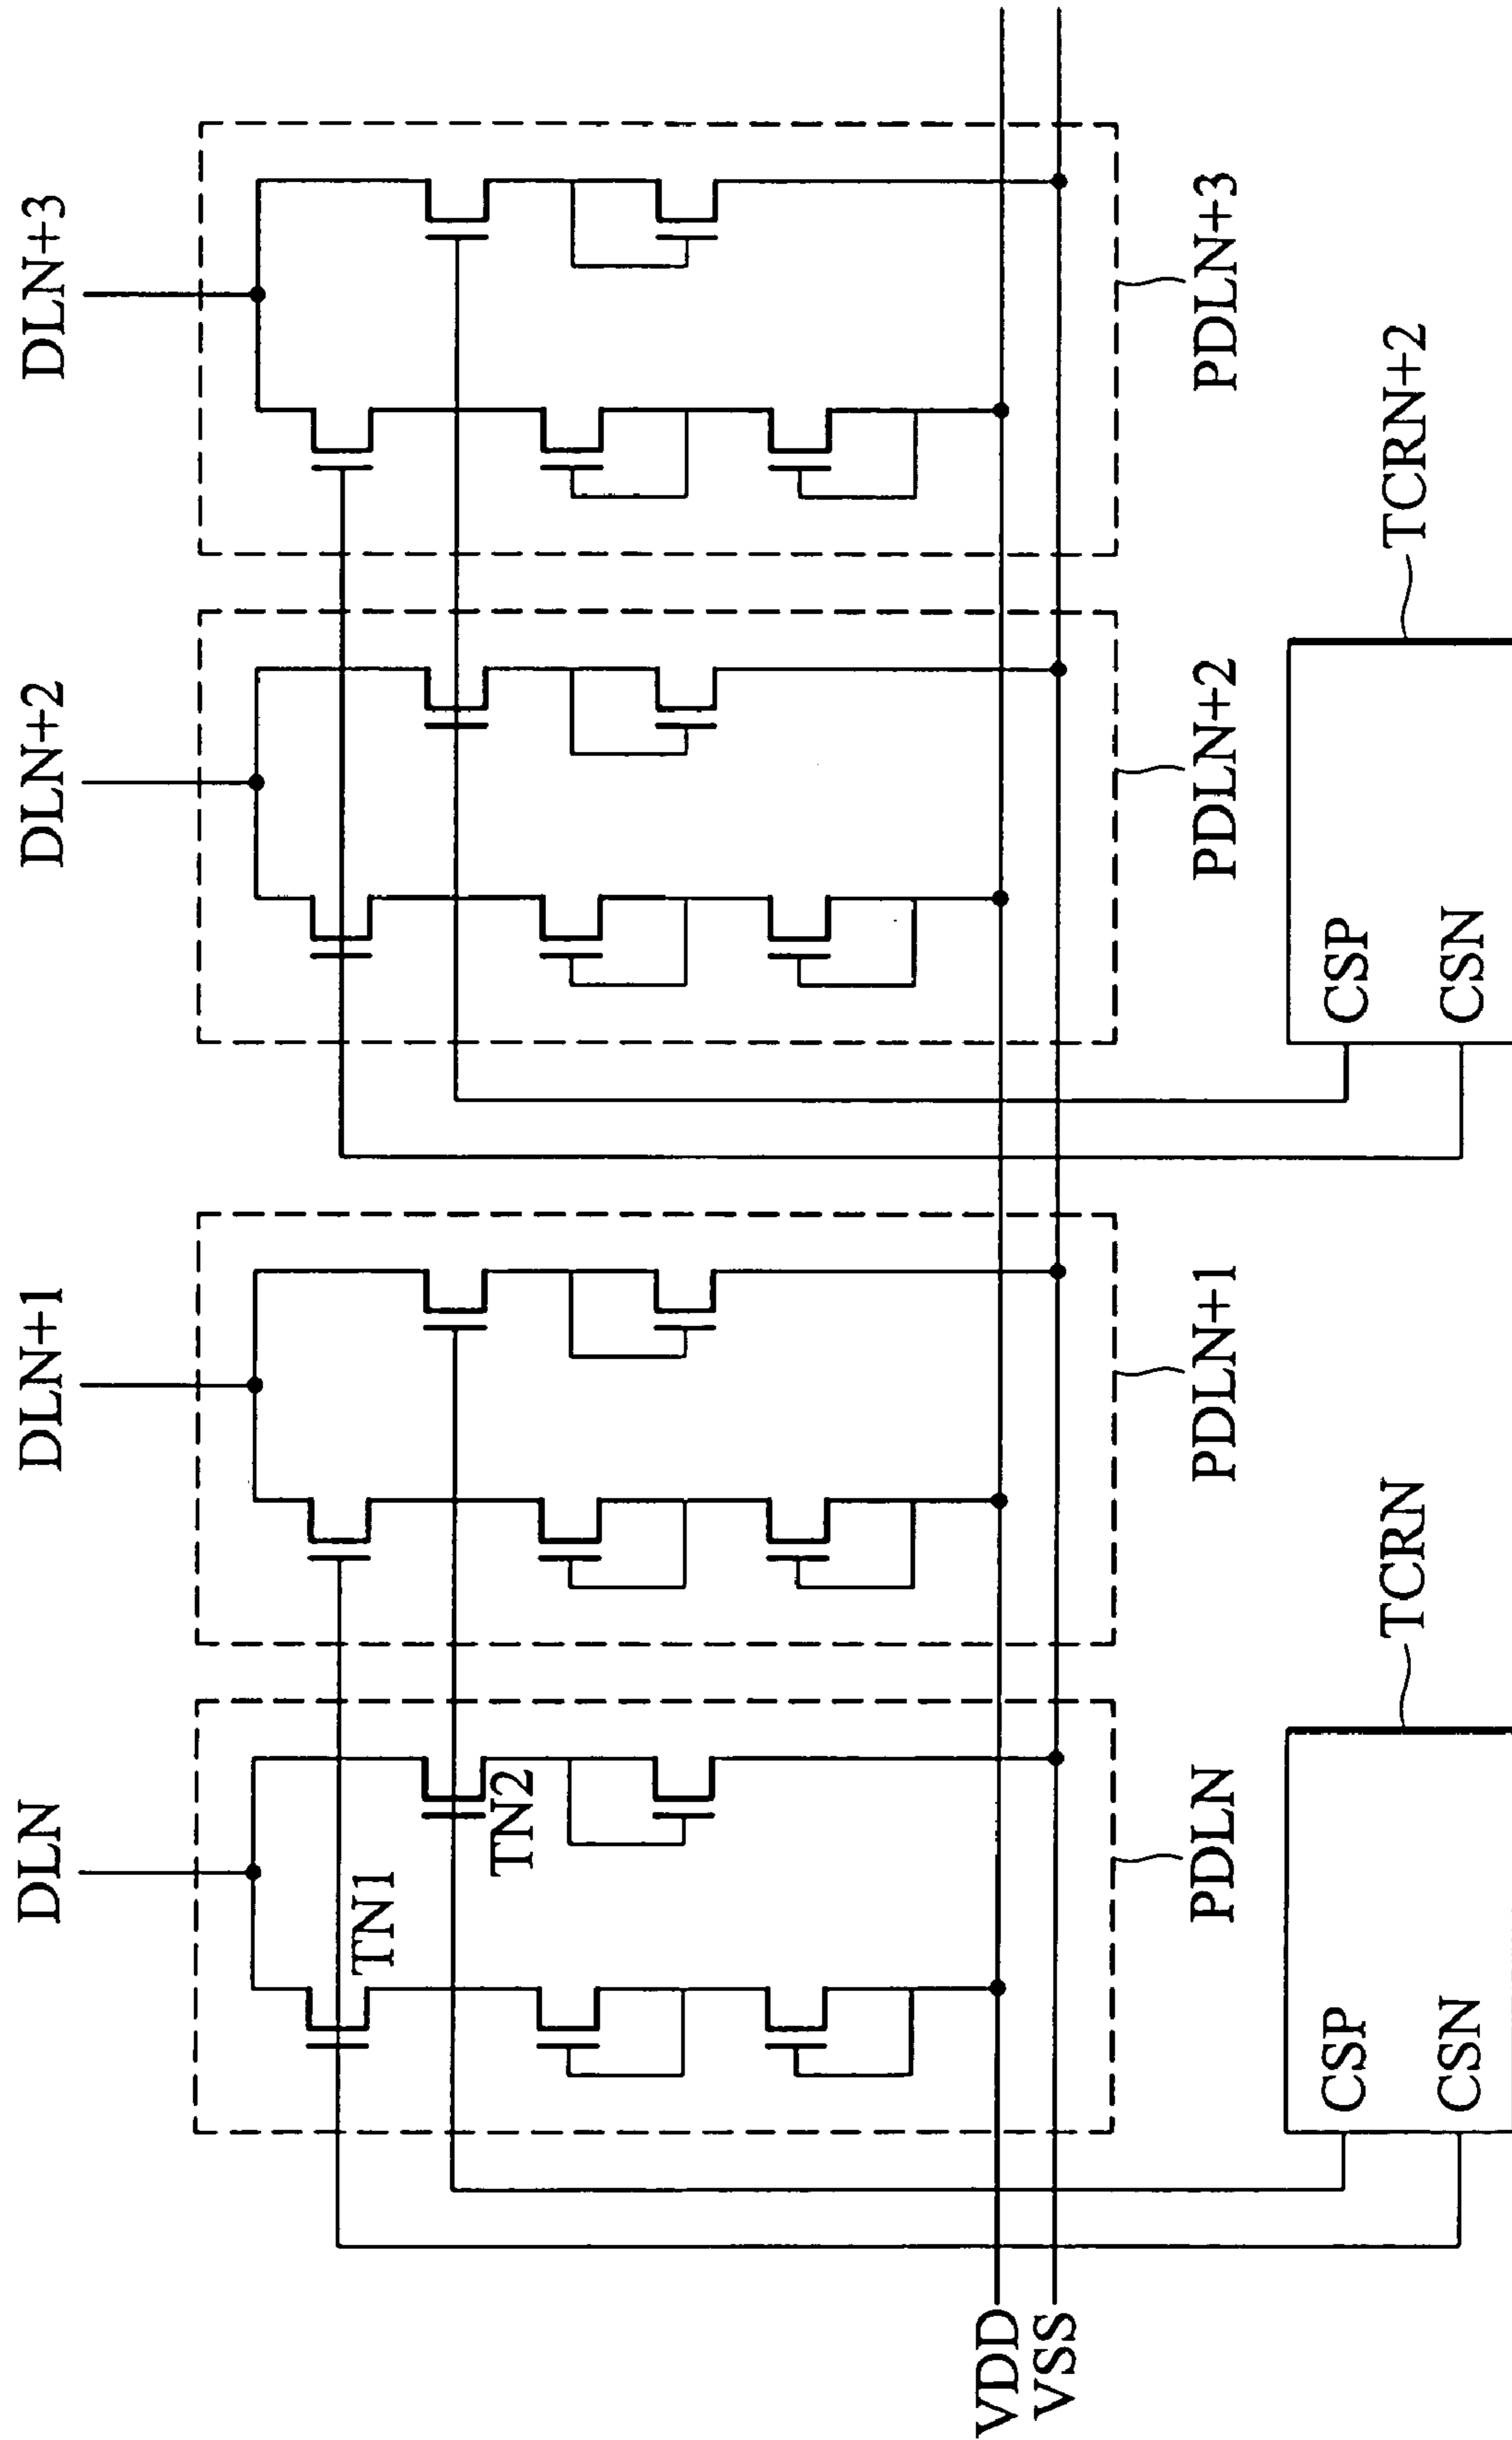 DLN
DLN+1
DLN+2
DLN+3
TN1
TN2
VDD
VSS
PDLN
PDLN+1
PDLN+2
PDLN+3
TCRN
TCRN+2
CSP
CSN
CSP
CSN